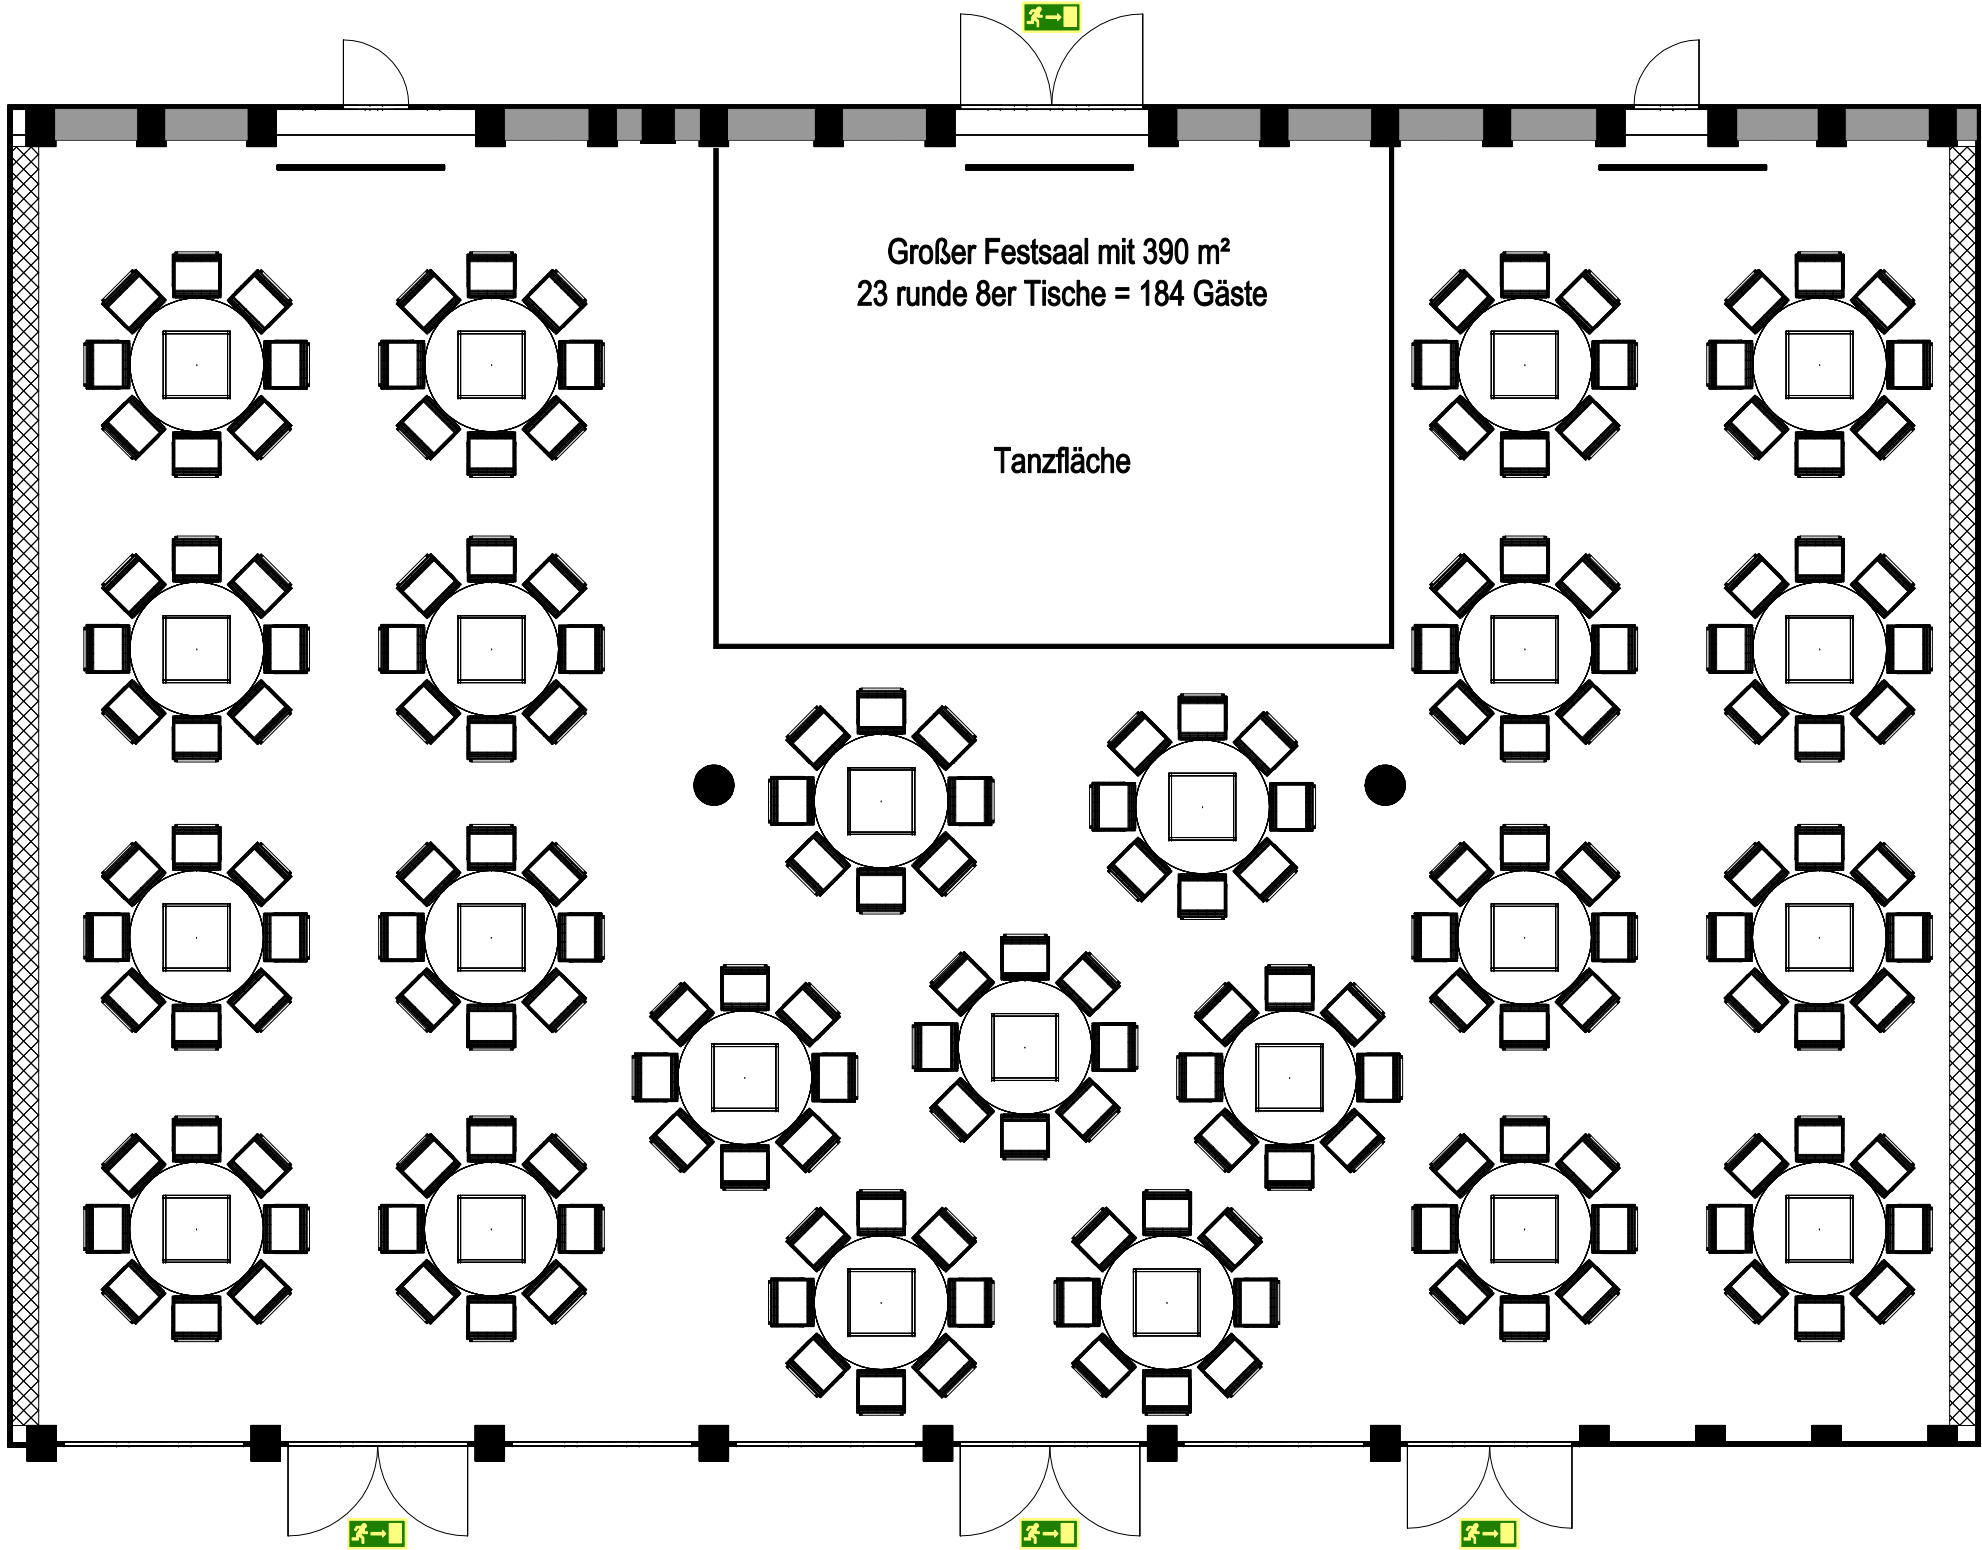 Großer Festsaal mit 390 m²
23 runde 8er Tische = 184 Gäste
Tanzfläche